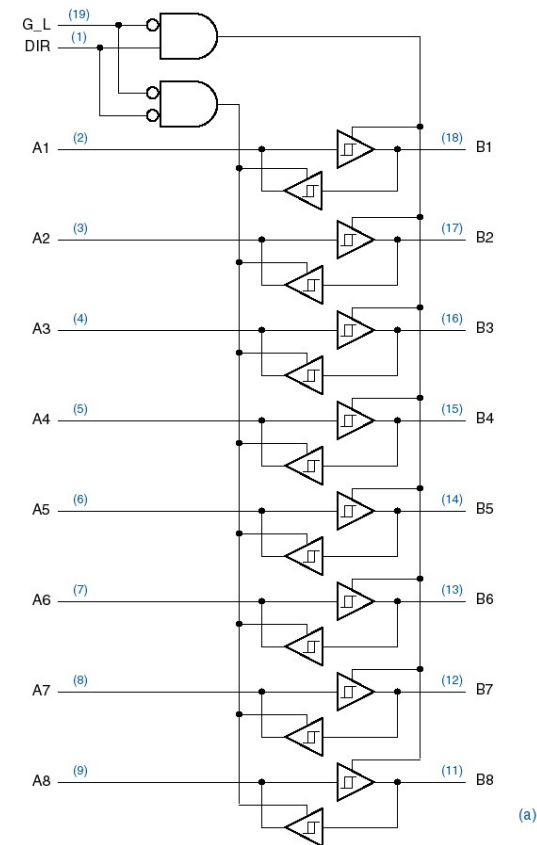 G_L (19)
DIR (1)
A1 (2) (18) B1
A2 (3) (17) B2
A3 (4) (16) B3
A4 (5) (15) B4
A5 (6) (14) B5
A6 (7) (13) B6
A7 (8) (12) B7
A8 (9) (11) B8
(a)